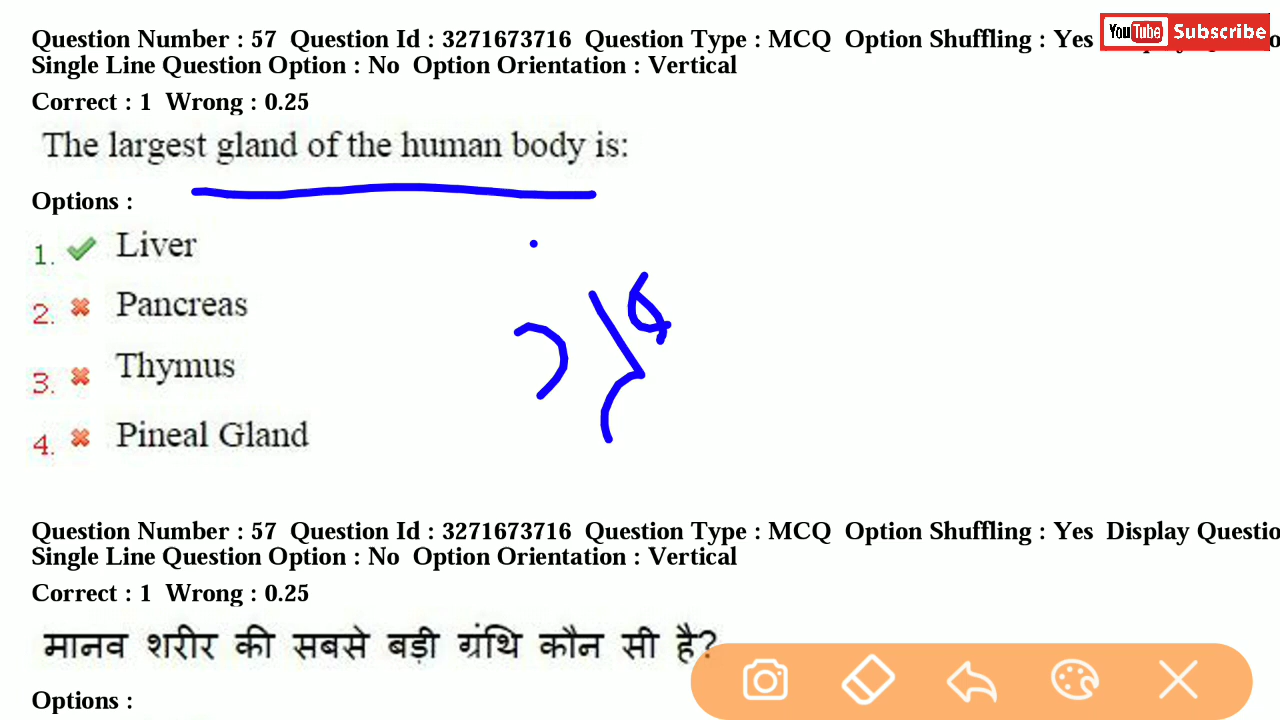 Question Number : 57 Question Id : 3271673716 Question Type : MCQ Option Shuffling : Yes
YouTube Subscribe
Single Line Question Option : No Option Orientation : Vertical
Correct : 1 Wrong : 0.25
The largest gland of the human body is:
Options :
1. Liver
2. Pancreas
3. Thymus
4. Pineal Gland
Question Number : 57 Question Id : 3271673716 Question Type : MCQ Option Shuffling : Yes Display Questio
Single Line Question Option : No Option Orientation : Vertical
Correct : 1 Wrong : 0.25
मानव शरीर की सबसे बड़ी ग्रंथि कौन सी है?
Options :